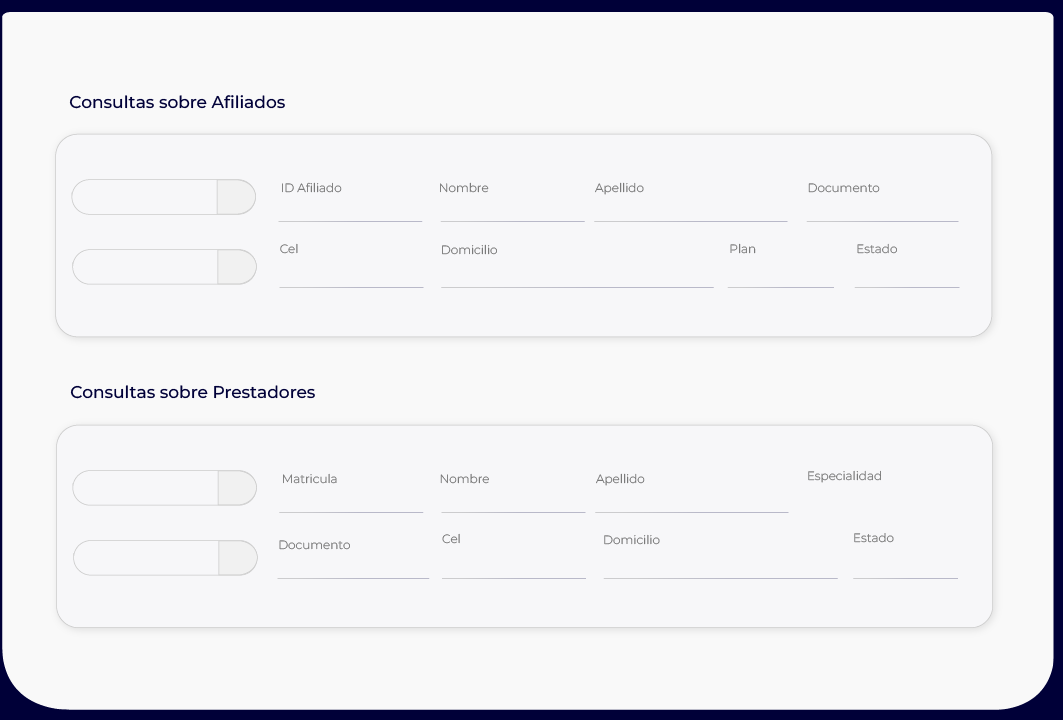 Consultas sobre Afiliados
ID Afiliado Nombre Apellido Documento
Cel Domicilio Plan Estado
Consultas sobre Prestadores
Matricula Nombre Apellido Especialidad
Documento Cel Domicilio Estado